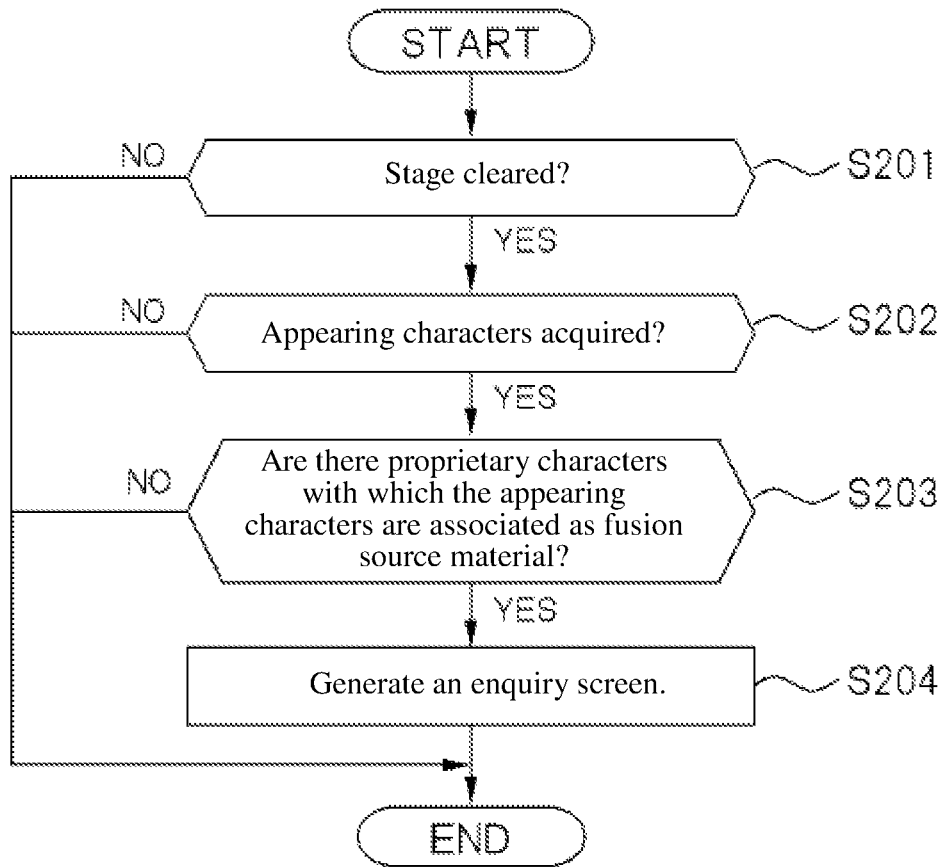 START
NO
Stage cleared?
S201
YES
NO
Appearing characters acquired?
S202
YES
NO
Are there proprietary characters
with which the appearing
characters are associated as fusion
source material?
S203
YES
Generate an enquiry screen.
S204
END